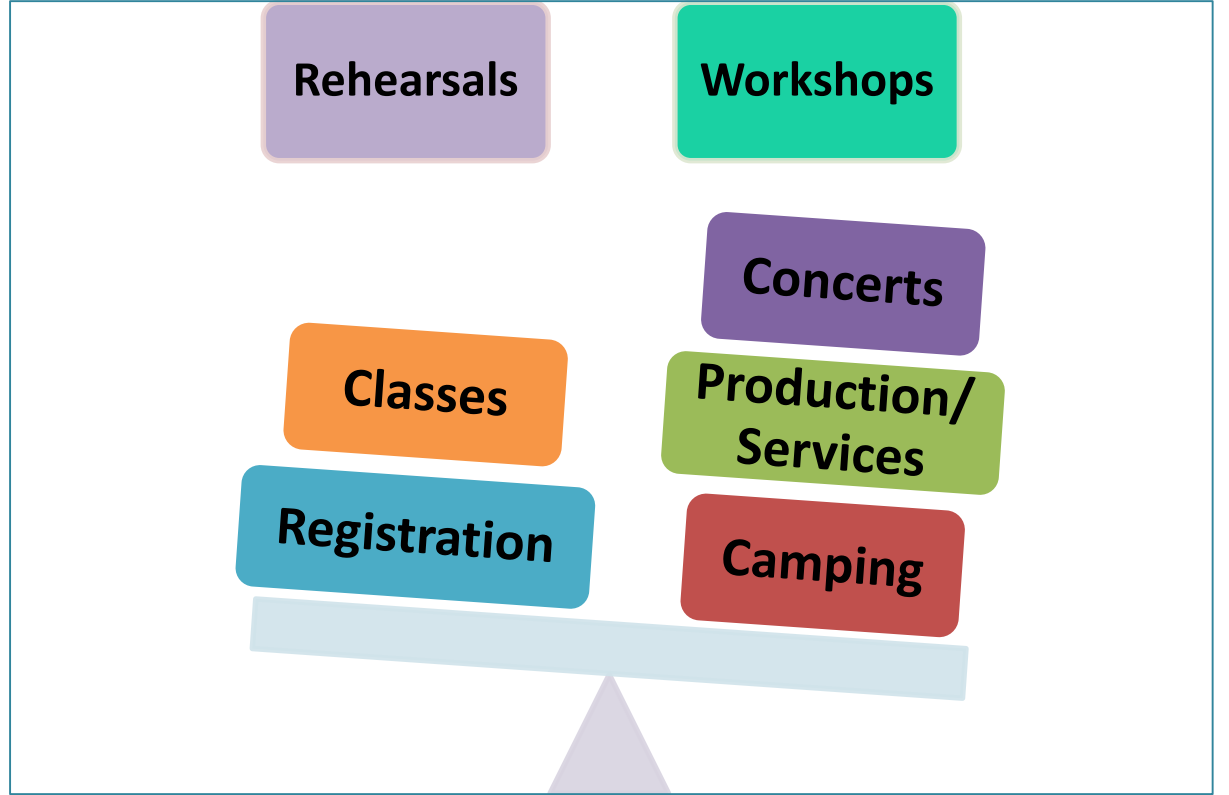 Rehearsals
Workshops
Concerts
Classes
Production/
Services
Registration
Camping